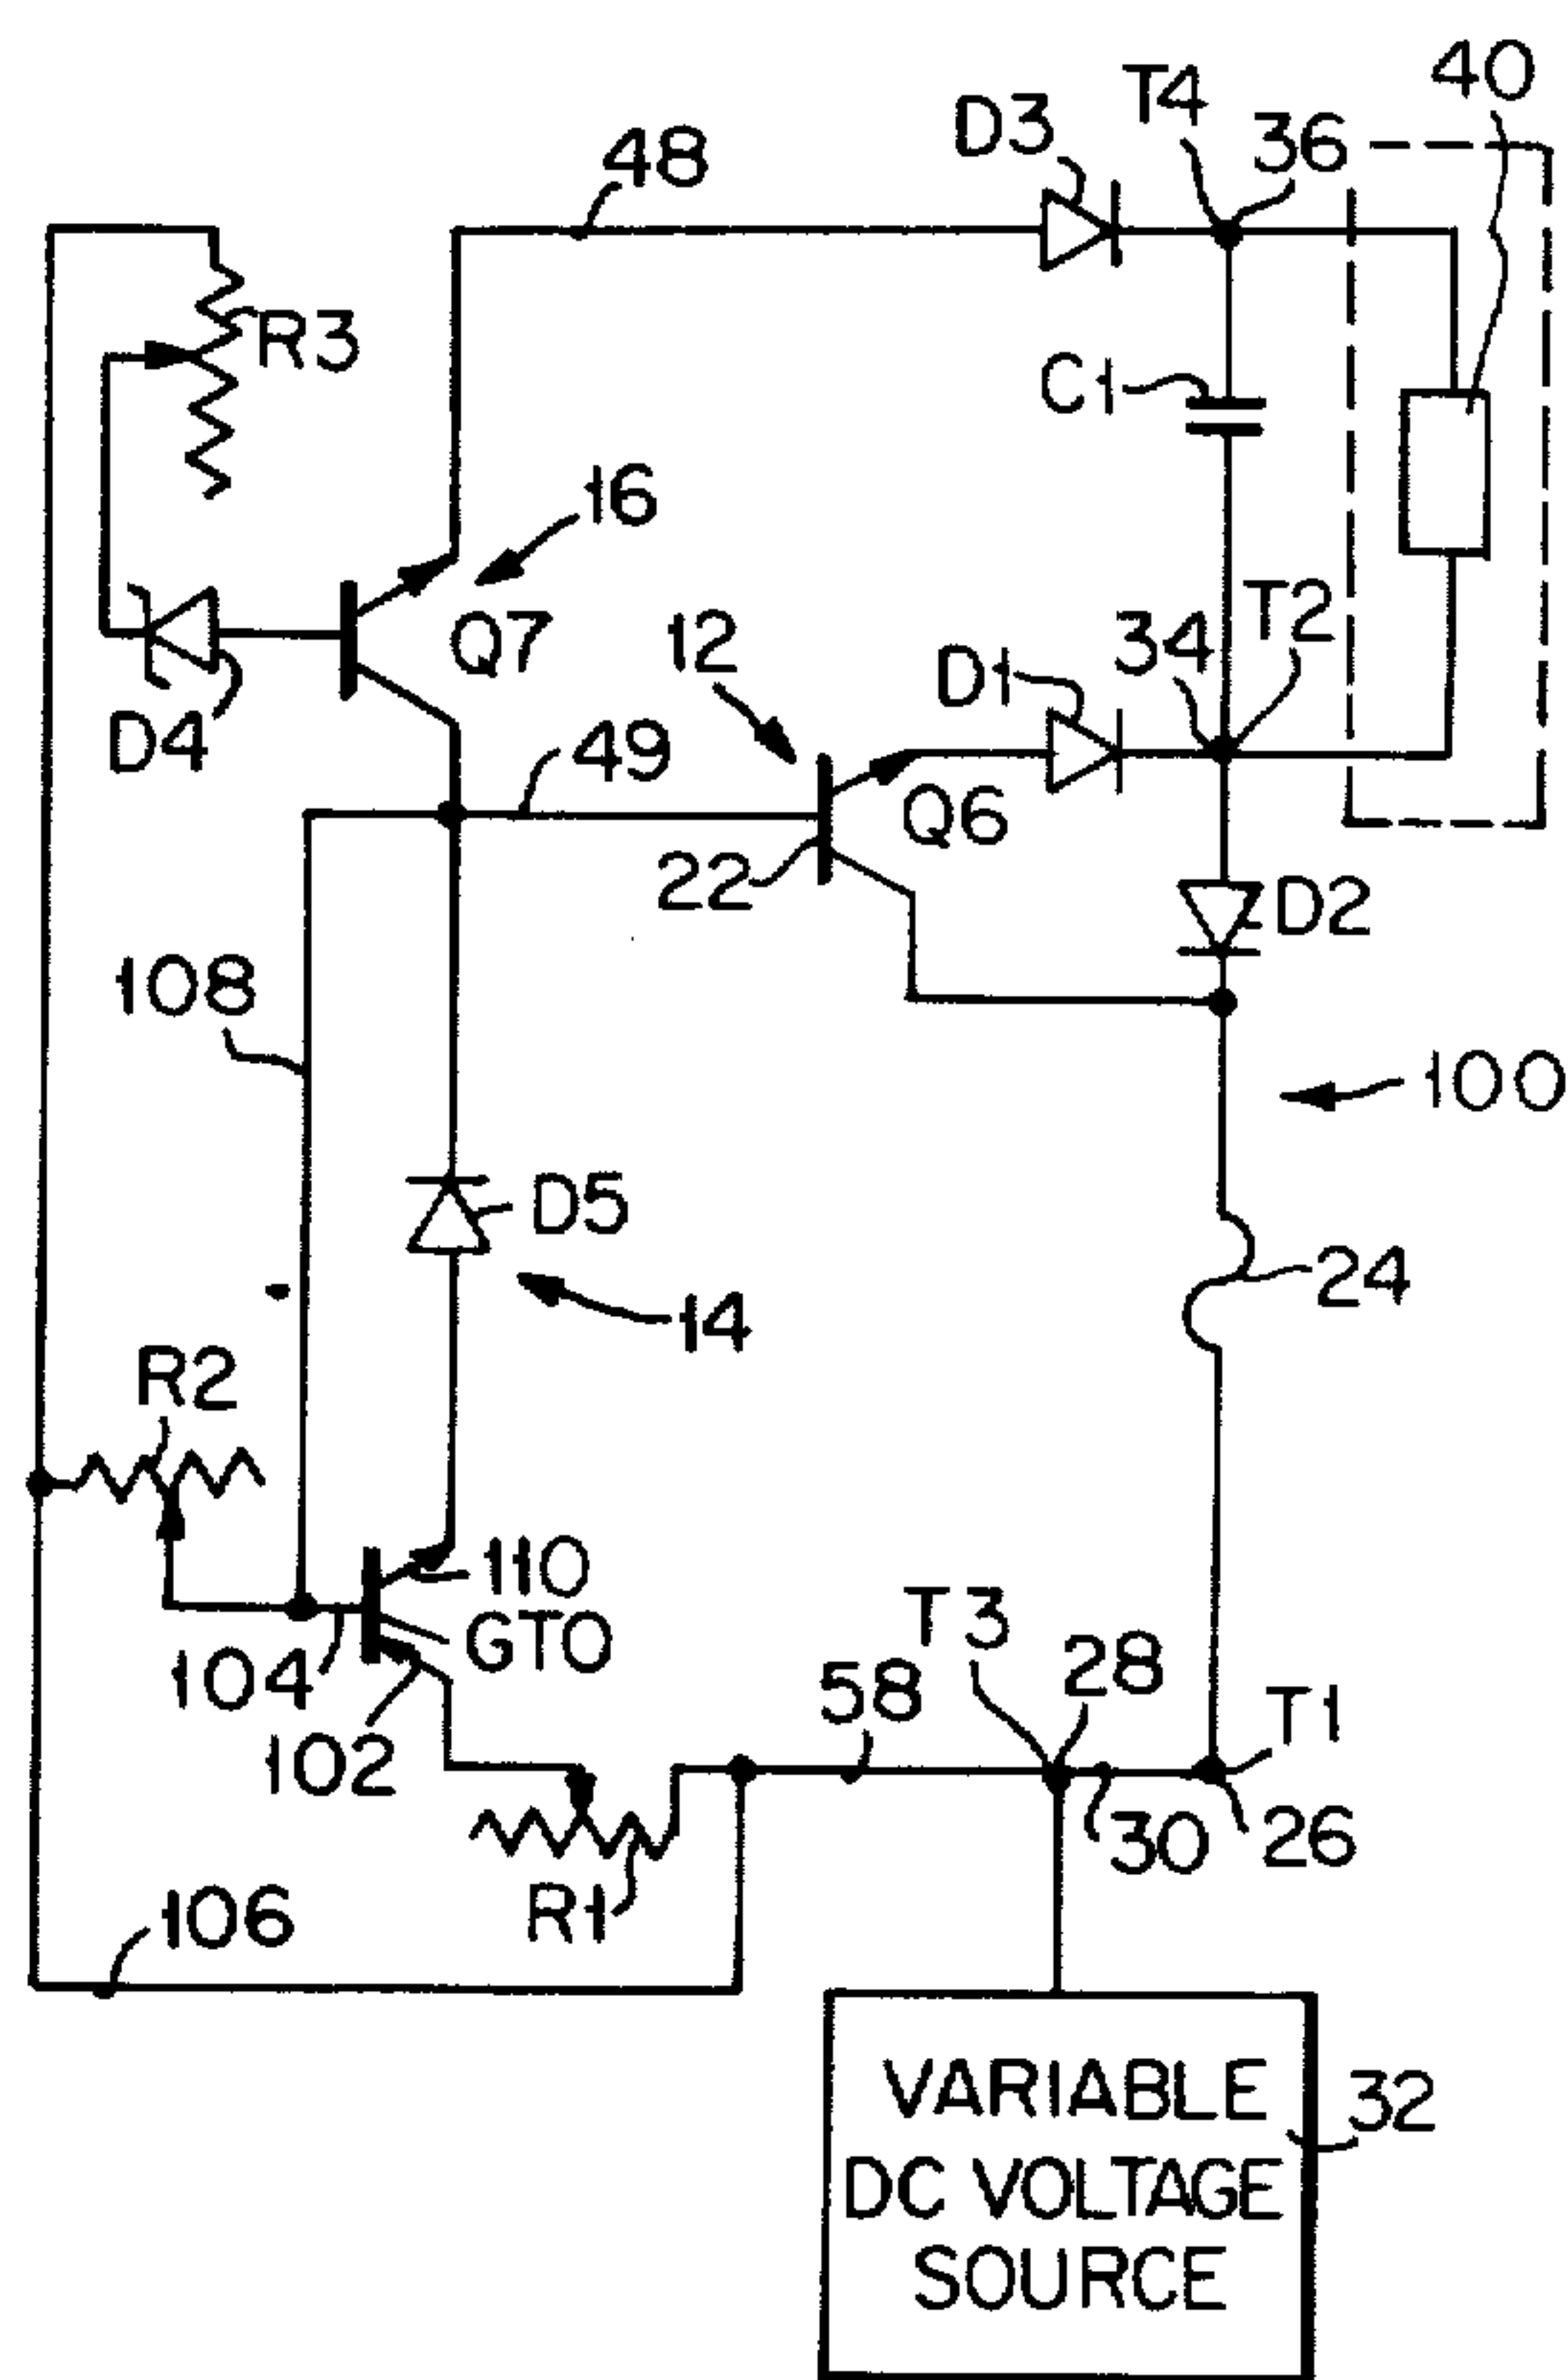 40
T4
D3
36
48
R3
C1
16
T2
Q7
12
34
D1
D4
49
Q6
22
D2
108
100
D5
24
14
R2
110
GTO
T3
104
28
58
T1
102
30
26
R1
106
VARIABLE
32
DC VOLTAGE
SOURCE